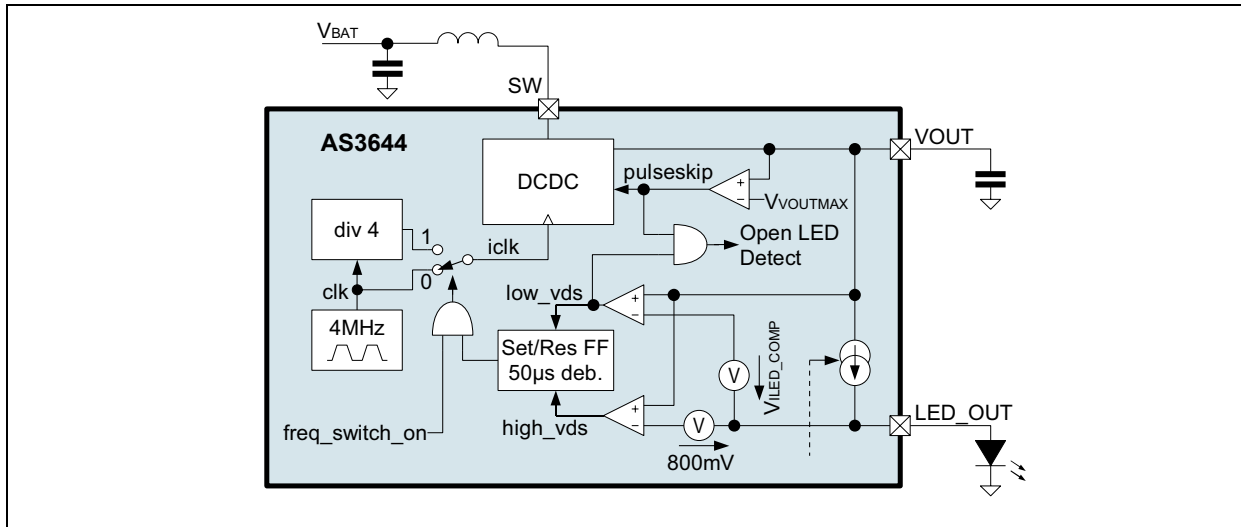 VBAT
SW
AS3644
VOUT
DCDC
pulseskip
+
−
VVOUTMAX
div 4
1
iclk
Open LED
Detect
0
clk
low_vds
+
−
4MHz
Set/Res FF
50µs deb.
V
VILED_COMP
high_vds
+
−
V
LED_OUT
freq_switch_on
800mV